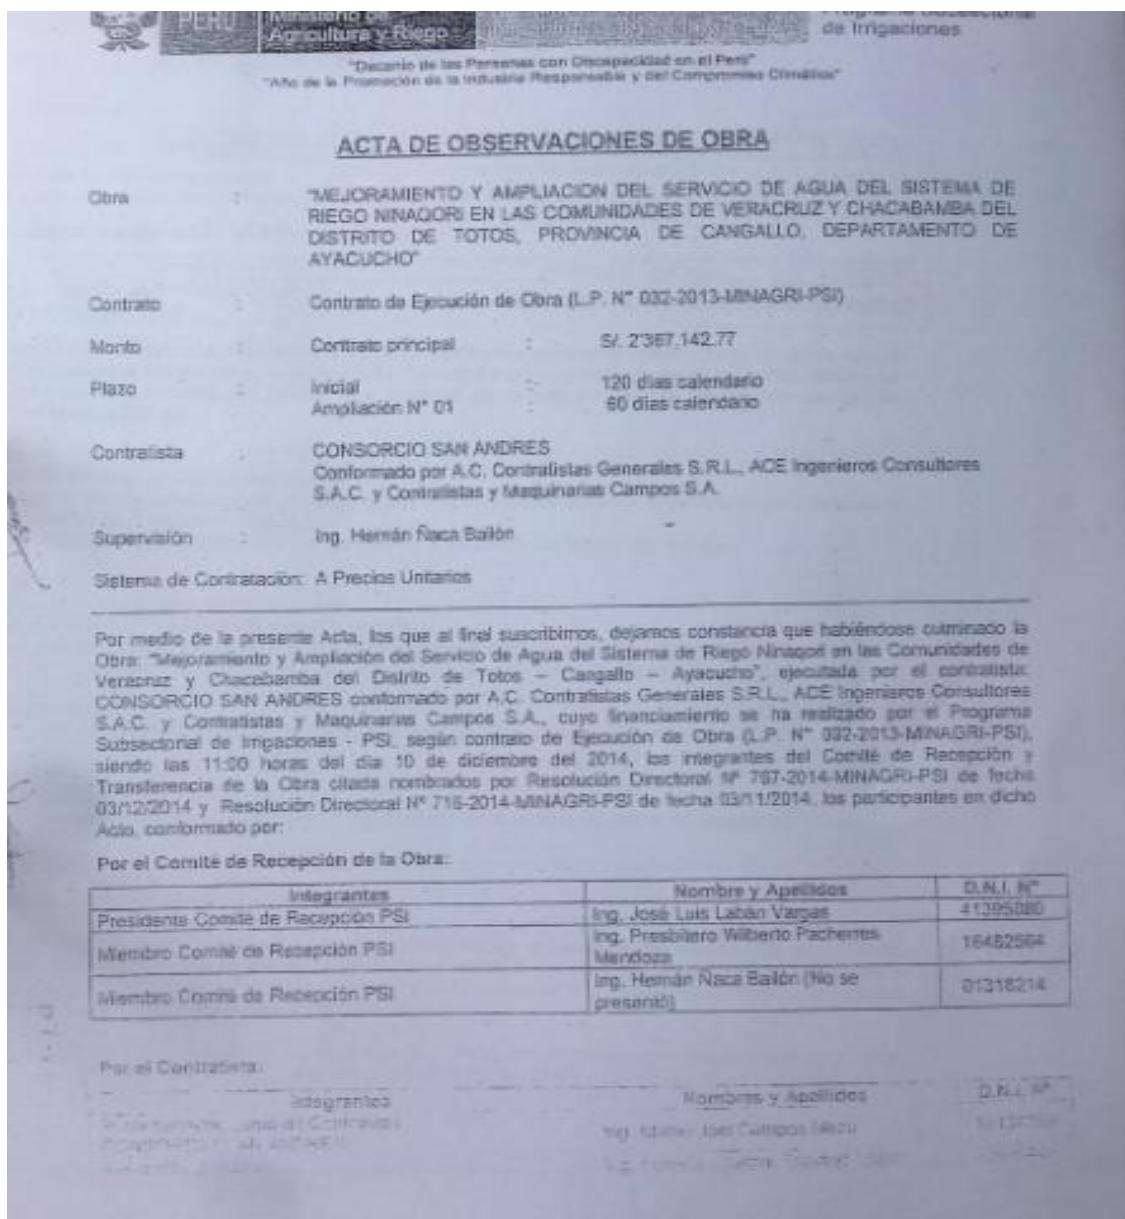 PERÚ
Ministerio de
Agricultura y Riego
de Irrigaciones
"Decenio de las Personas con Discapacidad en el Perú"
"Año de la Promoción de la Industria Responsable y del Compromiso Climático"
ACTA DE OBSERVACIONES DE OBRA
Obra : "MEJORAMIENTO Y AMPLIACION DEL SERVICIO DE AGUA DEL SISTEMA DE
RIEGO NINAQORI EN LAS COMUNIDADES DE VERACRUZ Y CHACABAMBA DEL
DISTRITO DE TOTOS, PROVINCIA DE CANGALLO, DEPARTAMENTO DE
AYACUCHO"
Contrato : Contrato de Ejecución de Obra (L.P. N° 032-2013-MINAGRI-PSI)
Monto : Contrato principal : S/. 2'367,142.77
Plazo : Inicial : 120 días calendario
Ampliación N° 01 : 60 días calendario
Contratista : CONSORCIO SAN ANDRES
Conformado por A.C. Contratistas Generales S.R.L., ACE Ingenieros Consultores
S.A.C. y Contratistas y Maquinarias Campos S.A.
Supervisión : Ing. Hernán Ñaca Bailón
Sistema de Contratación: A Precios Unitarios
Por medio de la presente Acta, los que al final suscribimos, dejamos constancia que habiéndose culminado la
Obra: "Mejoramiento y Ampliación del Servicio de Agua del Sistema de Riego Ninaqori en las Comunidades de
Veracruz y Chacabamba del Distrito de Totos – Cangallo – Ayacucho", ejecutada por el contratista:
CONSORCIO SAN ANDRES conformado por A.C. Contratistas Generales S.R.L., ACE Ingenieros Consultores
S.A.C. y Contratistas y Maquinarias Campos S.A., cuyo financiamiento se ha realizado por el Programa
Subsectorial de Irrigaciones - PSI, según contrato de Ejecución de Obra (L.P. N° 032-2013-MINAGRI-PSI),
siendo las 11:00 horas del día 10 de diciembre del 2014, los integrantes del Comité de Recepción y
Transferencia de la Obra citada nombrados por Resolución Directoral N° 767-2014-MINAGRI-PSI de fecha
03/12/2014 y Resolución Directoral N° 716-2014-MINAGRI-PSI de fecha 03/11/2014, los participantes en dicho
Acto, conformado por:
Por el Comité de Recepción de la Obra:
Integrantes Nombre y Apellidos D.N.I. N°
Presidente Comité de Recepción PSI Ing. José Luis Labán Vargas 41395080
Miembro Comité de Recepción PSI Ing. Presbítero Wilberto Pacherres
Mendoza 16482564
Miembro Comité de Recepción PSI Ing. Hernán Ñaca Bailón (No se
presentó) 01318214
Por el Contratista:
Integrantes Nombres y Apellidos D.N.I. N°